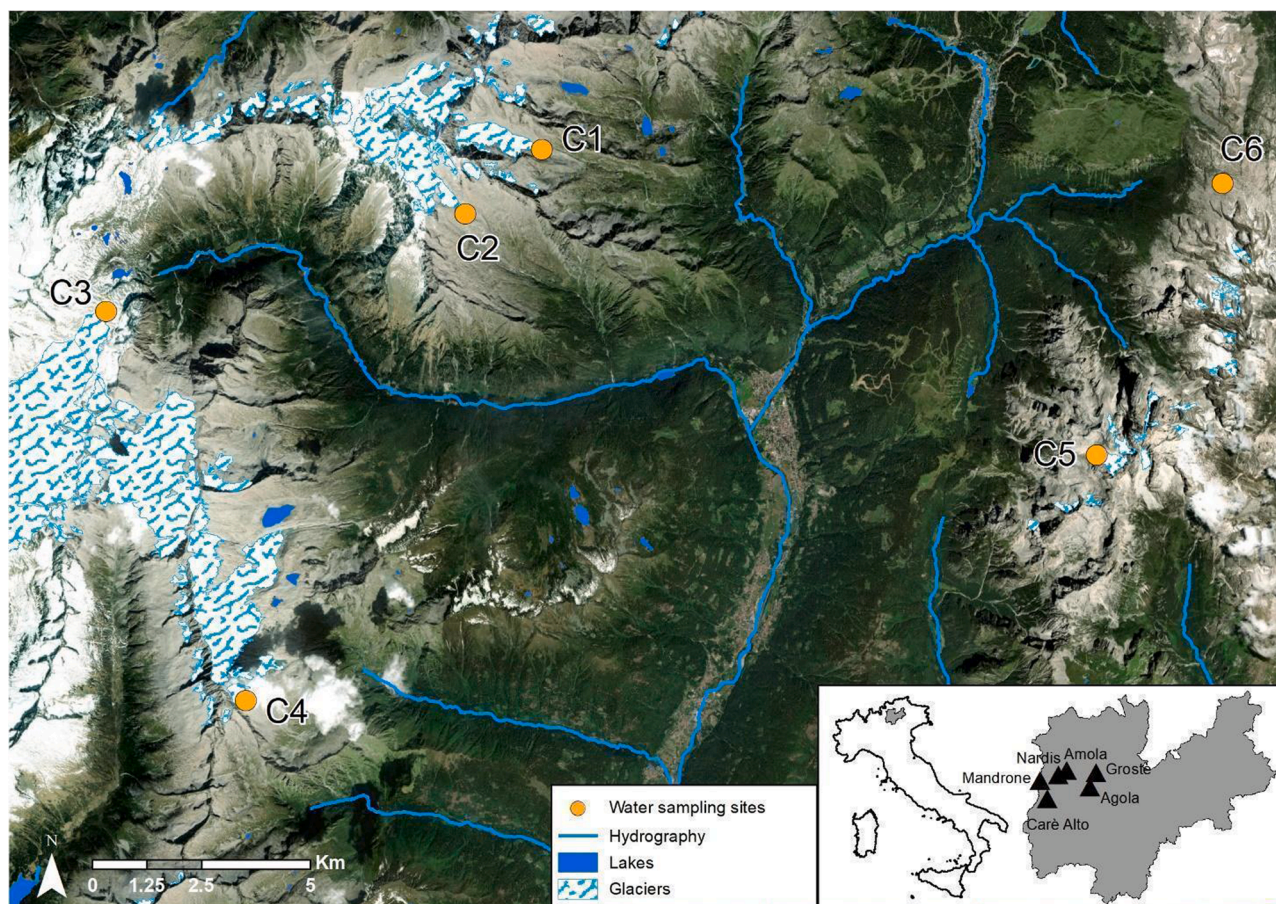 C1
C6
C2
C3
C5
C4
N
Km
0 1.25 2.5 5
Water sampling sites
Hydrography
Lakes
Glaciers
Nardis Amola
Mandrone Grostè
Agola
Carè Alto